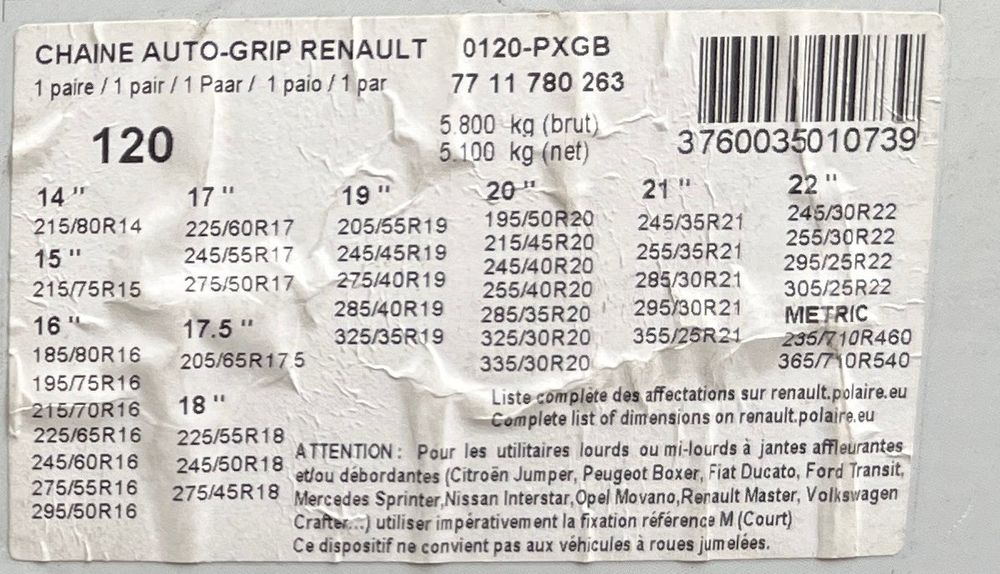 CHAINE AUTO-GRIP RENAULT 0120-PXGB
1 paire / 1 pair / 1 Paar / 1 paio / 1 par
77 11 780 263
120
5.800 kg (brut)
5.100 kg (net)
3760035010739
14 "
215/80R14
15 "
215/75R15
16 "
185/80R16
195/75R16
215/70R16
225/65R16
245/60R16
275/55R16
295/50R16
17 "
225/60R17
245/55R17
275/50R17
17.5 "
205/65R17.5
18 "
225/55R18
245/50R18
275/45R18
19 "
205/55R19
245/45R19
275/40R19
285/40R19
325/35R19
20 "
195/50R20
215/45R20
245/40R20
255/40R20
285/35R20
325/30R20
335/30R20
21 "
245/35R21
255/35R21
285/30R21
295/30R21
355/25R21
22 "
245/30R22
255/30R22
295/25R22
305/25R22
METRIC
235/710R460
365/710R540
Liste complète des affectations sur renault.polaire.eu
Complete list of dimensions on renault.polaire.eu
ATTENTION : Pour les utilitaires lourds ou mi-lourds à jantes affleurantes
et/ou débordantes (Citroën Jumper, Peugeot Boxer, Fiat Ducato, Ford Transit,
Mercedes Sprinter,Nissan Interstar,Opel Movano,Renault Master, Volkswagen
Crafter...) utiliser impérativement la fixation référence M (Court)
Ce dispositif ne convient pas aux véhicules à roues jumelées.